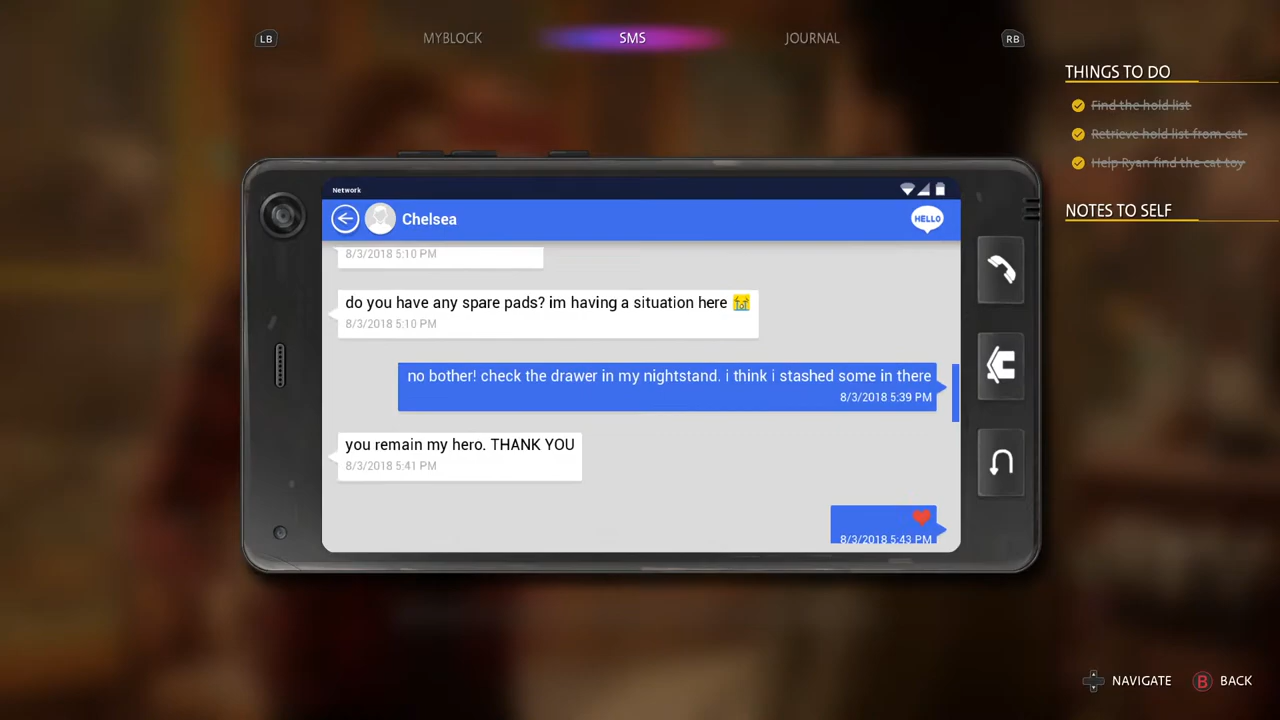 LB
MYBLOCK
SMS
JOURNAL
RB
THINGS TO DO
Find the hold list
Retrieve hold list from cat
Help Ryan find the cat toy
NOTES TO SELF
Network
Chelsea
HELLO
8/3/2018 5:10 PM
do you have any spare pads? im having a situation here 😭
8/3/2018 5:10 PM
no bother! check the drawer in my nightstand. i think i stashed some in there
8/3/2018 5:39 PM
you remain my hero. THANK YOU
8/3/2018 5:41 PM
❤
8/3/2018 5:43 PM
NAVIGATE
B BACK